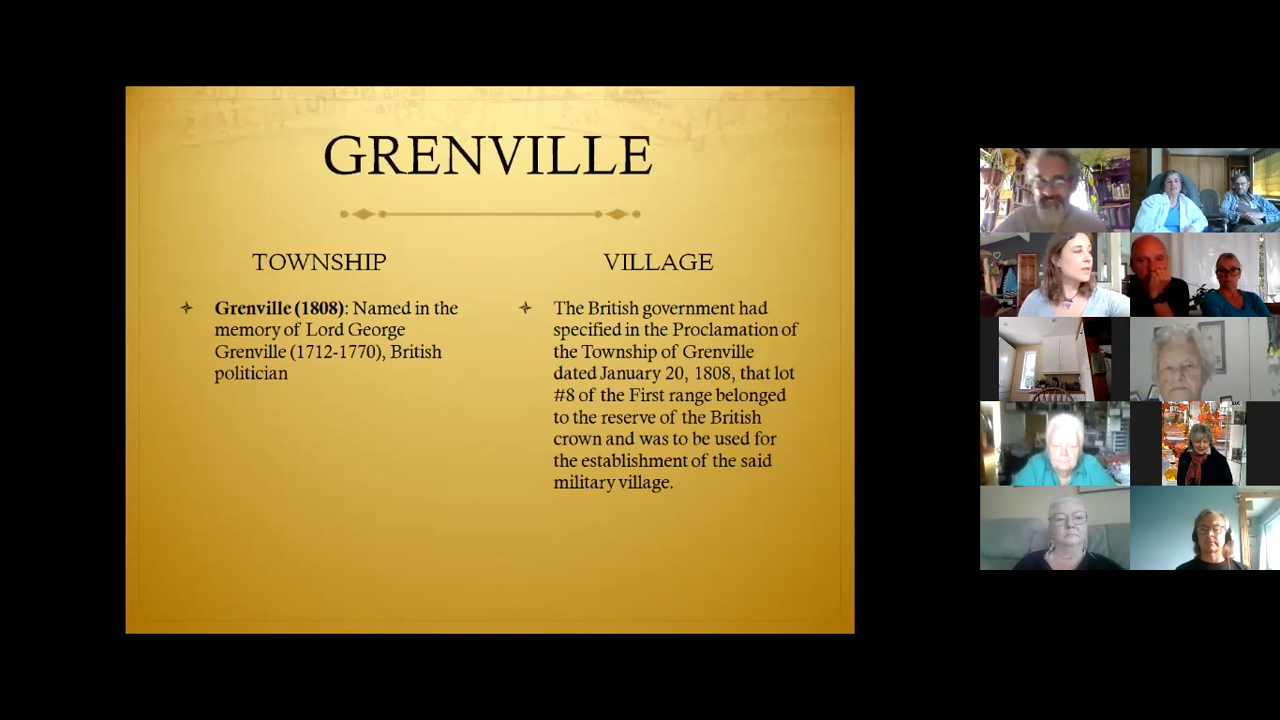 GRENVILLE
TOWNSHIP
Grenville (1808): Named in the
memory of Lord George
Grenville (1712-1770), British
politician
VILLAGE
The British government had
specified in the Proclamation of
the Township of Grenville
dated January 20, 1808, that lot
#8 of the First range belonged
to the reserve of the British
crown and was to be used for
the establishment of the said
military village.